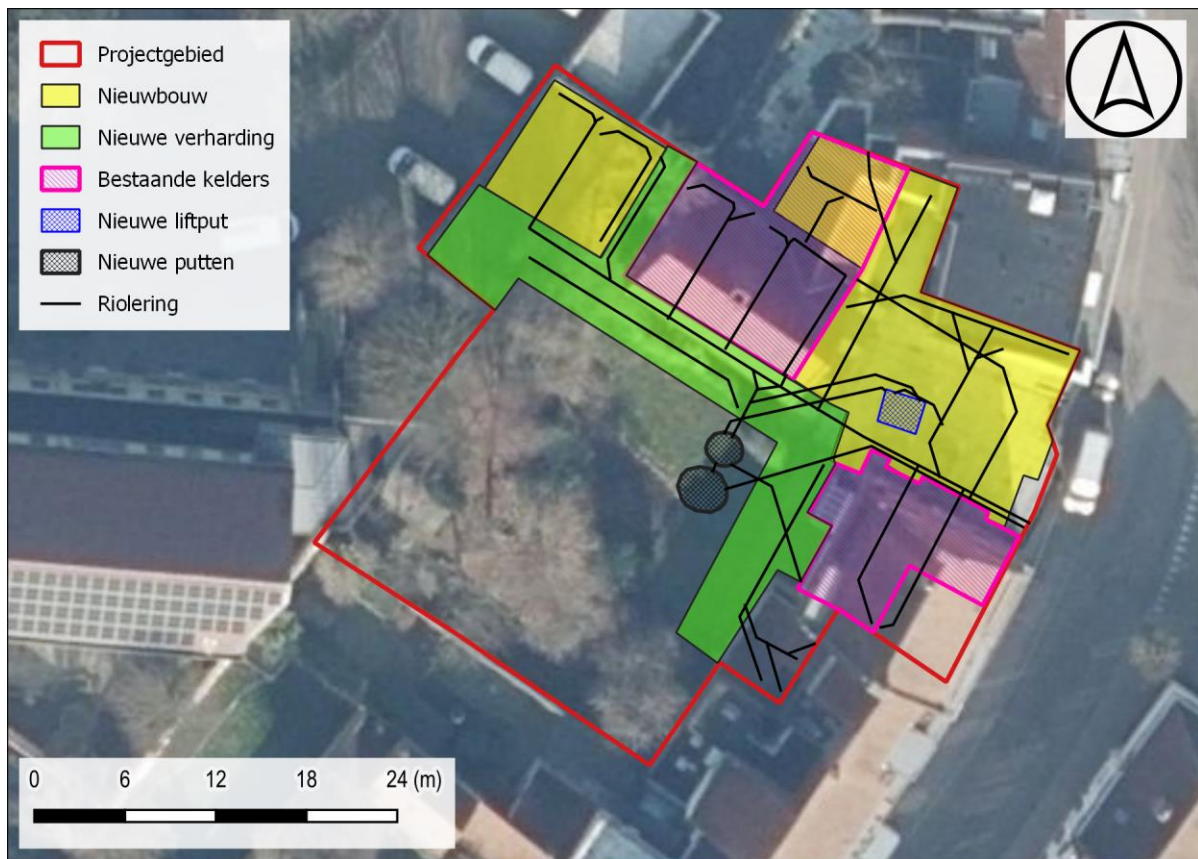 Projectgebied
Nieuwbouw
Nieuwe verharding
Bestaande kelders
Nieuwe liftput
Nieuwe putten
Riolering
0 6 12 18 24 (m)